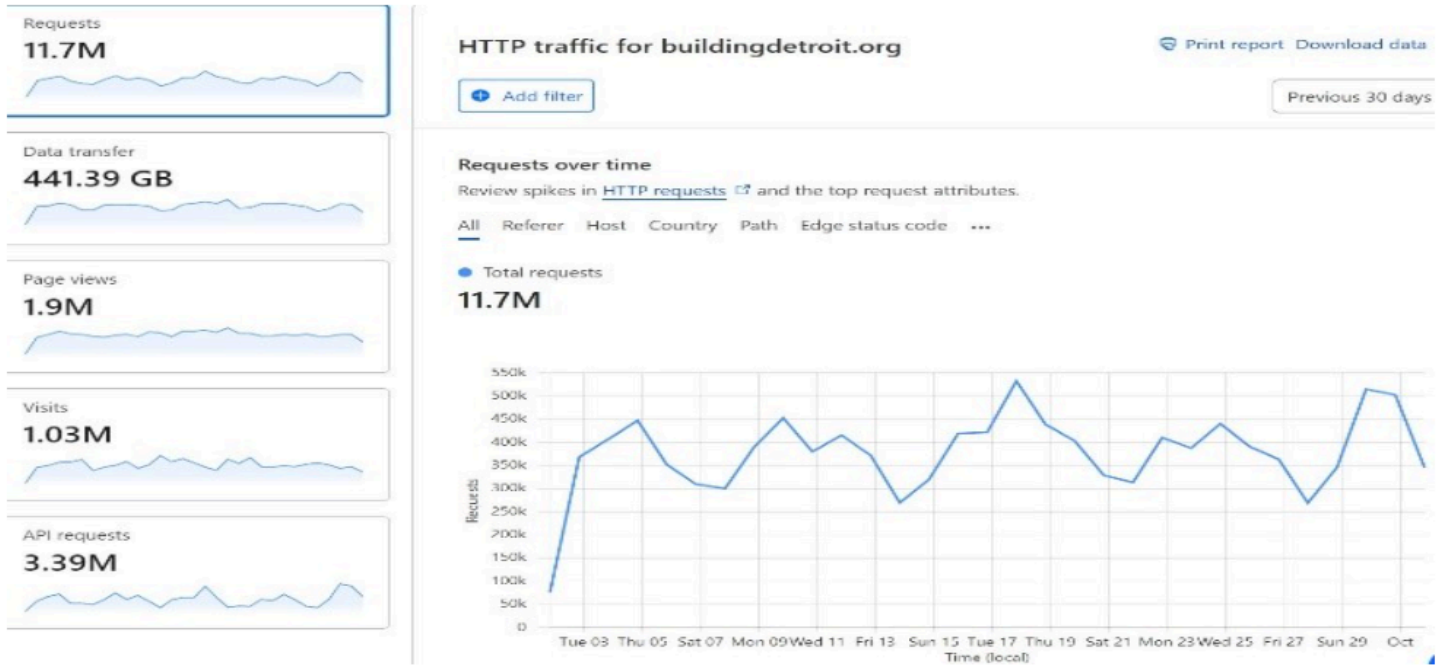 Requests
11.7M
Data transfer
441.39 GB
Page views
1.9M
Visits
1.03M
API requests
3.39M
HTTP traffic for buildingdetroit.org
Print report Download data
Add filter
Previous 30 days
Requests over time
Review spikes in HTTP requests and the top request attributes.
All Referer Host Country Path Edge status code ...
Total requests
11.7M
550k
500k
450k
400k
350k
300k
250k
200k
150k
100k
50k
0
Requests
Tue 03 Thu 05 Sat 07 Mon 09 Wed 11 Fri 13 Sun 15 Tue 17 Thu 19 Sat 21 Mon 23 Wed 25 Fri 27 Sun 29 Oct
Time (local)